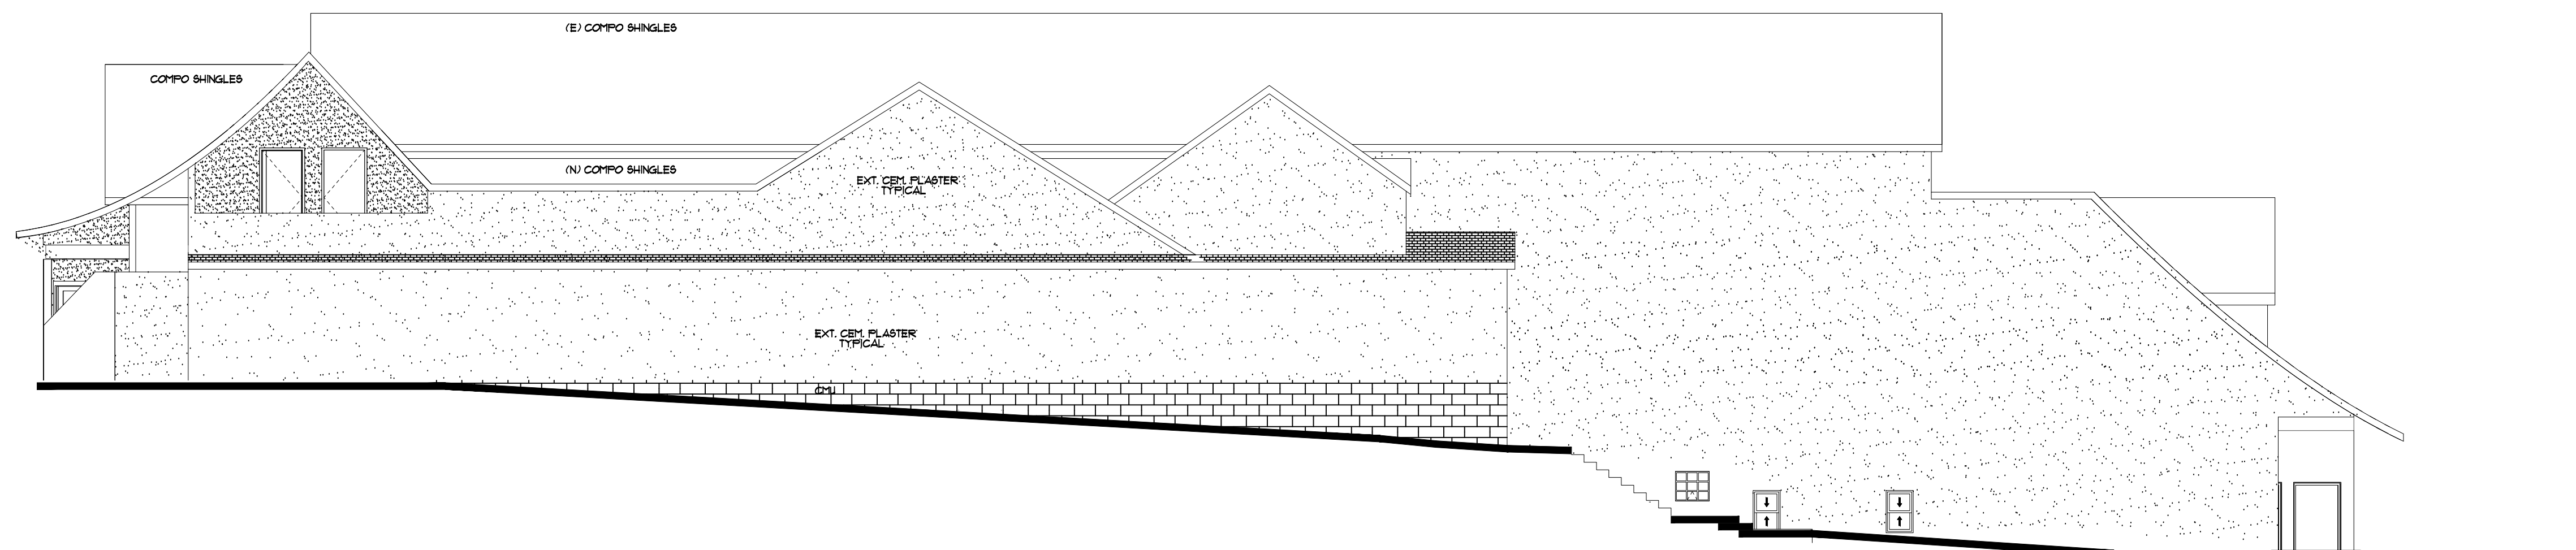 (E) COMPO SHINGLES
COMPO SHINGLES
(N) COMPO SHINGLES
EXT. CEM. PLASTER
TYPICAL
EXT. CEM. PLASTER
TYPICAL
CMU